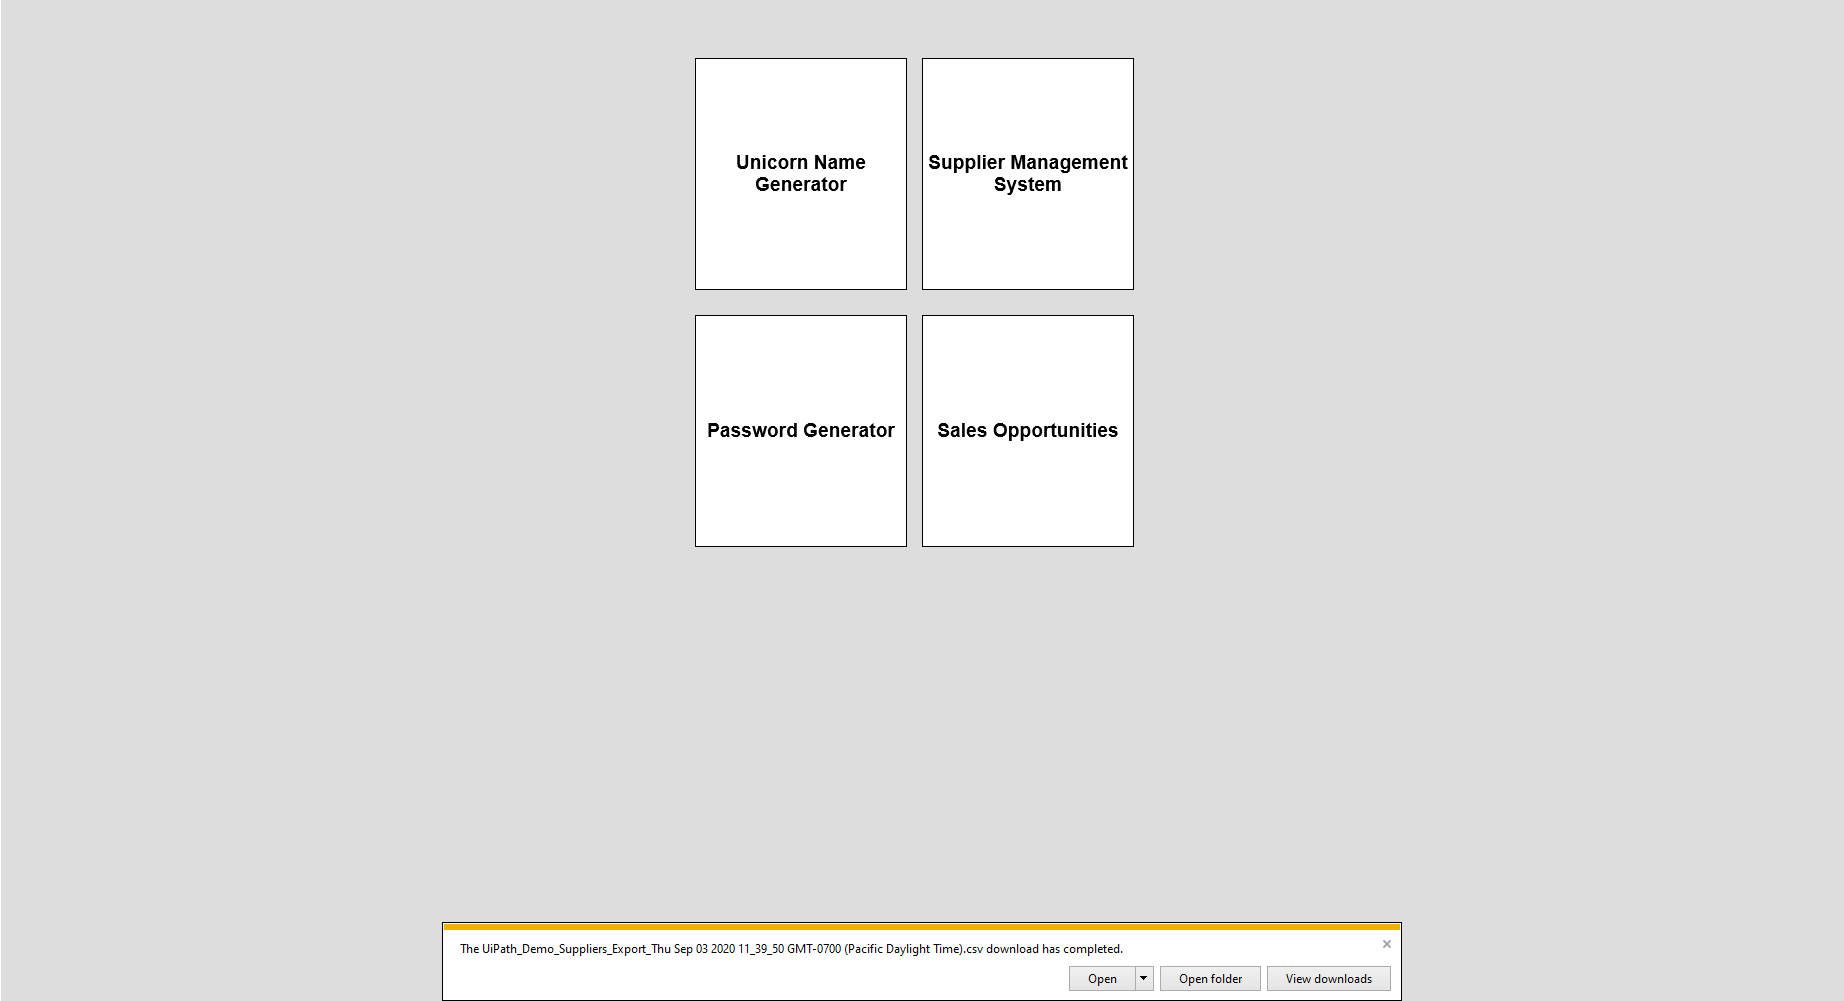 Unicorn Name
Generator
Supplier Management
System
Password Generator
Sales Opportunities
The UiPath_Demo_Suppliers_Export_Thu Sep 03 2020 11_39_50 GMT-0700 (Pacific Daylight Time).csv download has completed.
Open
Open folder
View downloads